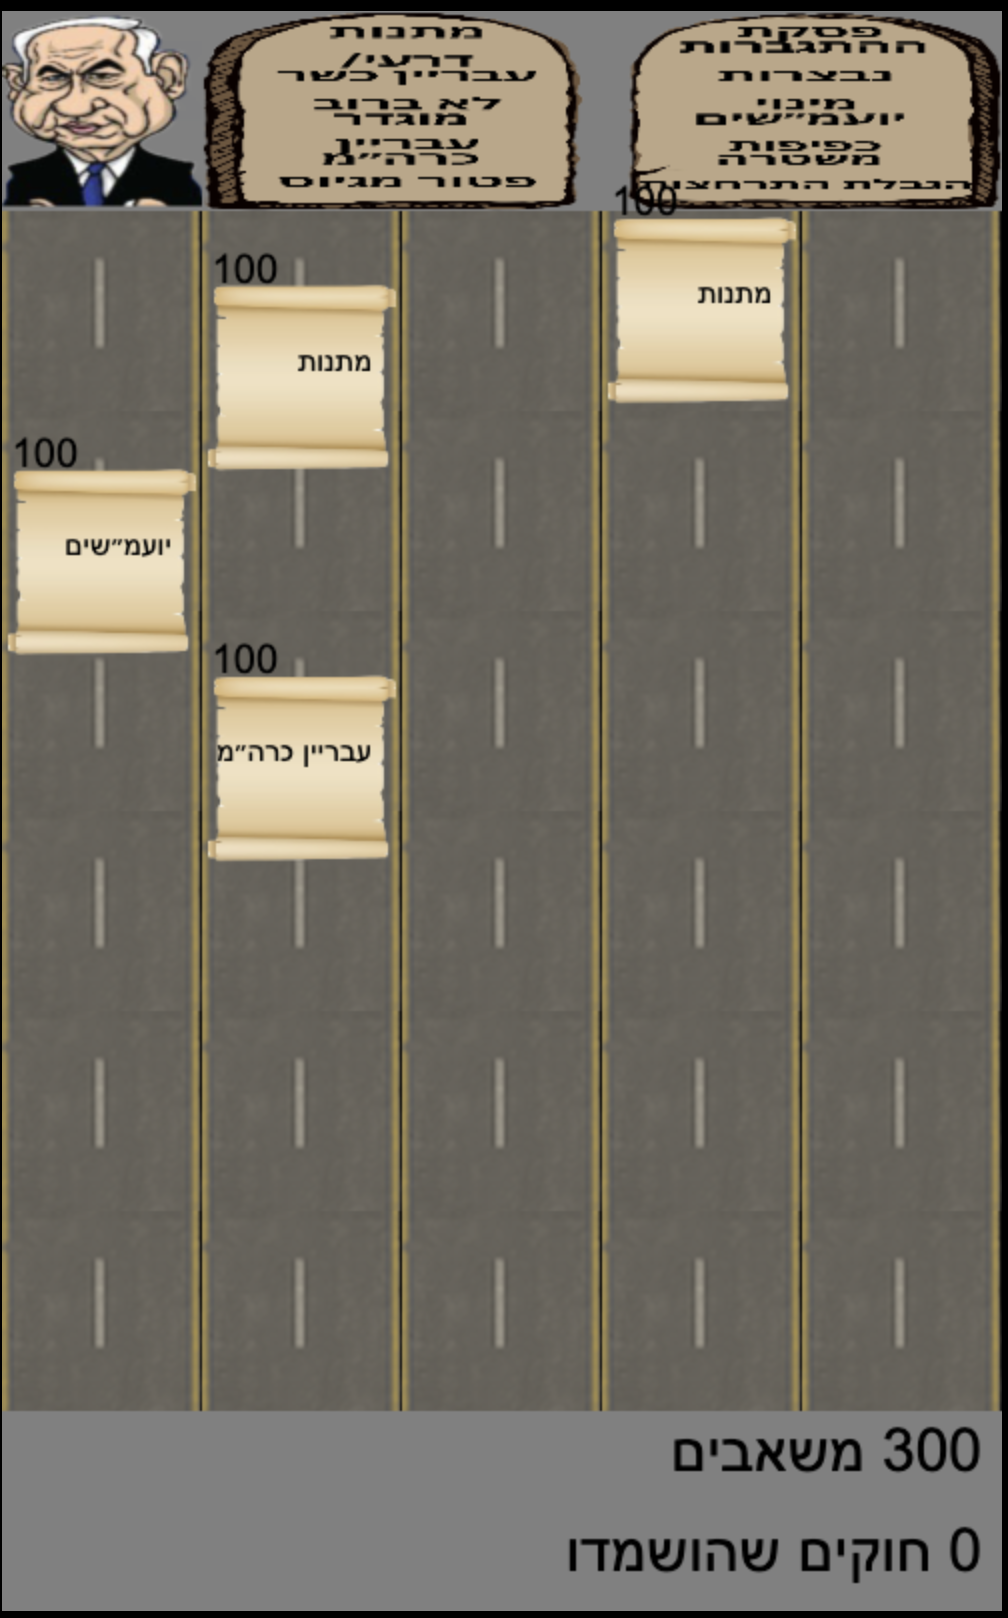 פסקת
ההתגברות
נבצרות
מינוי
יועמ״שים
כפיפות
משטרה
הגבלת התרחצות
מתנות
דרעי/
עבריין כשר
לא ברוב
מוגדר
עבריין
כרה״מ
פטור מגיוס
100
מתנות
100
מתנות
100
יועמ״שים
100
עבריין כרה״מ
300 משאבים
0 חוקים שהושמדו